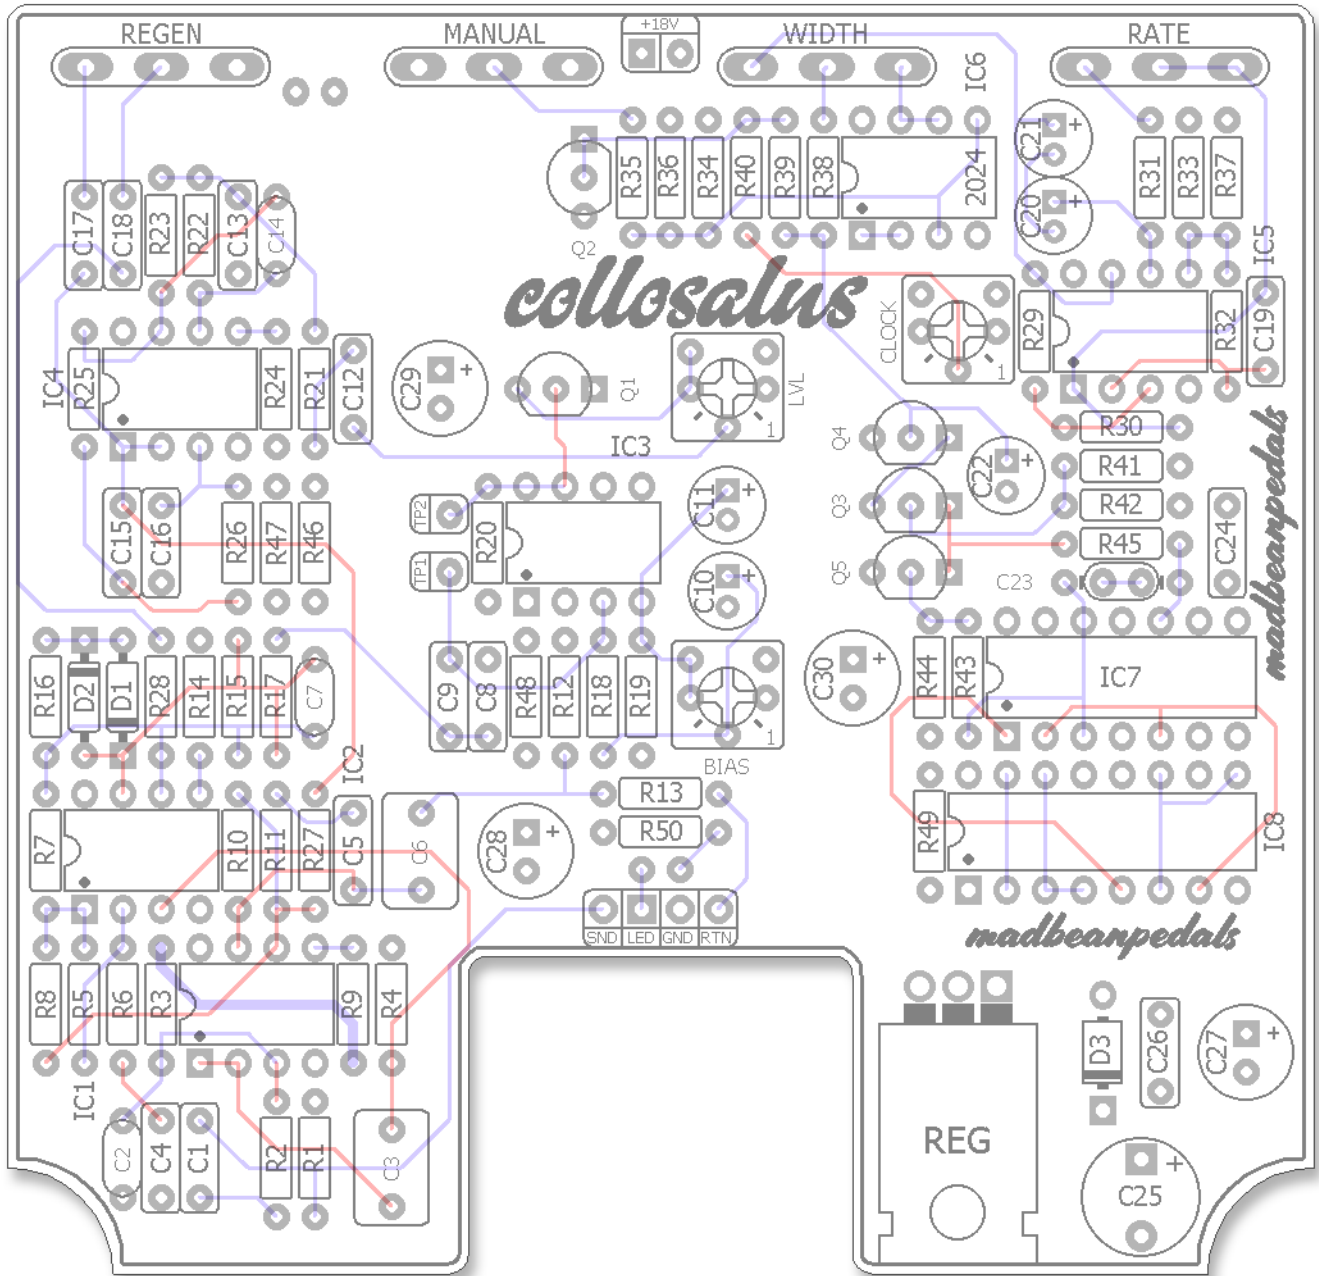 +18V
REGEN
MANUAL
WIDTH
RATE
IC6
C21
+
R35
R36
R34
R40
R39
R38
2024
R31
R33
R37
C17
C18
R23
R22
C13
C14
C20
+
Q2
IC5
collosalus
CLOCK
1
R29
R32
C19
IC4
R25
R24
R21
C12
C29
+
Q1
LVL
1
R30
IC3
Q4
C22
+
R41
madbeanpedals
C15
C16
R26
R47
R46
TP2
R20
C11
+
Q3
R42
C24
R45
TP1
C10
+
Q5
C23
R16
D2
D1
R28
R14
R15
R17
C7
C9
C8
R48
R12
R18
R19
1
C30
+
R44
R43
IC7
BIAS
IC2
R13
R7
R10
R11
R27
C5
C6
C28
+
R50
R49
IC8
SND
LED
GND
RTN
madbeanpedals
R8
R5
R6
R3
R9
R4
IC1
D3
C26
C27
+
C2
C4
C1
R2
R1
C3
REG
C25
+